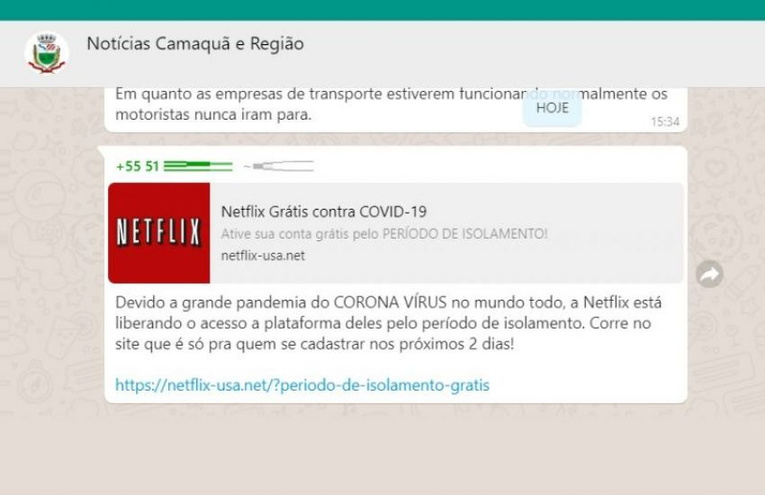 Notícias Camaquã e Região
Em quanto as empresas de transporte estiverem funcionando normalmente os
motoristas nunca iram para.
HOJE
15:34
+55 51
NETFLIX
Netflix Grátis contra COVID-19
Ative sua conta grátis pelo PERÍODO DE ISOLAMENTO!
netflix-usa.net
Devido a grande pandemia do CORONA VÍRUS no mundo todo, a Netflix está
liberando o acesso a plataforma deles pelo período de isolamento. Corre no
site que é só pra quem se cadastrar nos próximos 2 dias!
https://netflix-usa.net/?periodo-de-isolamento-gratis